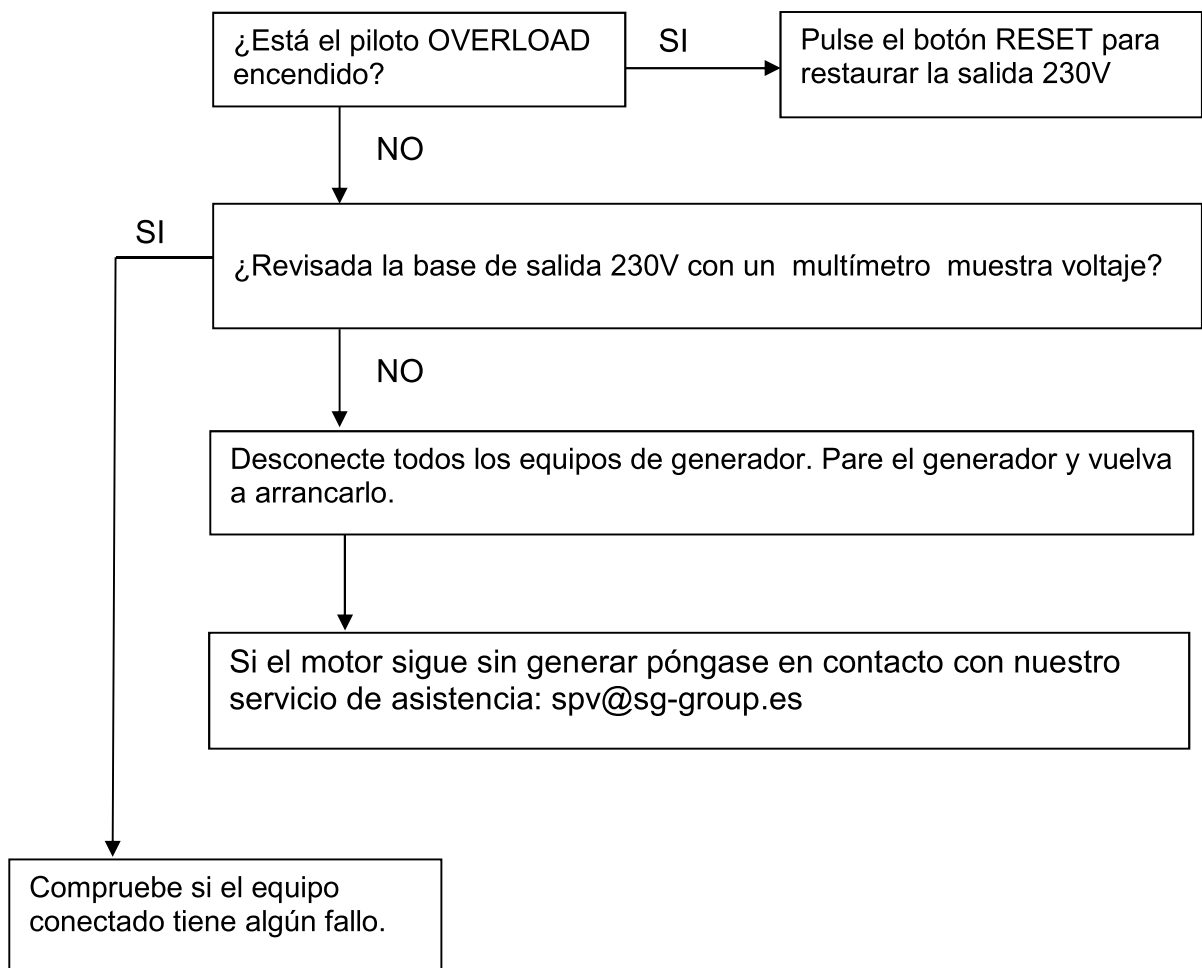 ¿Está el piloto OVERLOAD
encendido?
SI
Pulse el botón RESET para
restaurar la salida 230V
NO
SI
¿Revisada la base de salida 230V con un multímetro muestra voltaje?
NO
Desconecte todos los equipos de generador. Pare el generador y vuelva
a arrancarlo.
Si el motor sigue sin generar póngase en contacto con nuestro
servicio de asistencia: spv@sg-group.es
Compruebe si el equipo
conectado tiene algún fallo.